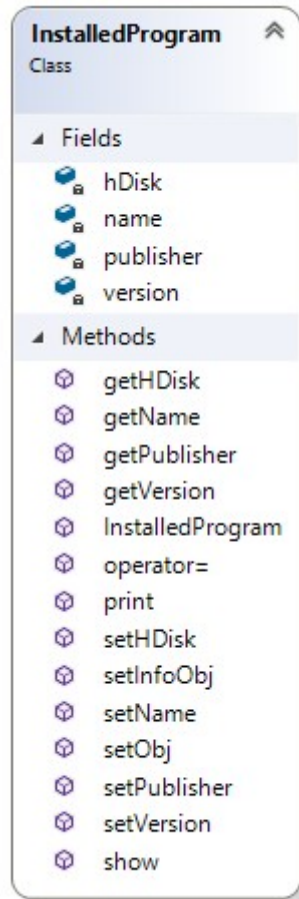 InstalledProgram
Class
Fields
hDisk
name
publisher
version
Methods
getHDisk
getName
getPublisher
getVersion
InstalledProgram
operator=
print
setHDisk
setInfoObj
setName
setObj
setPublisher
setVersion
show